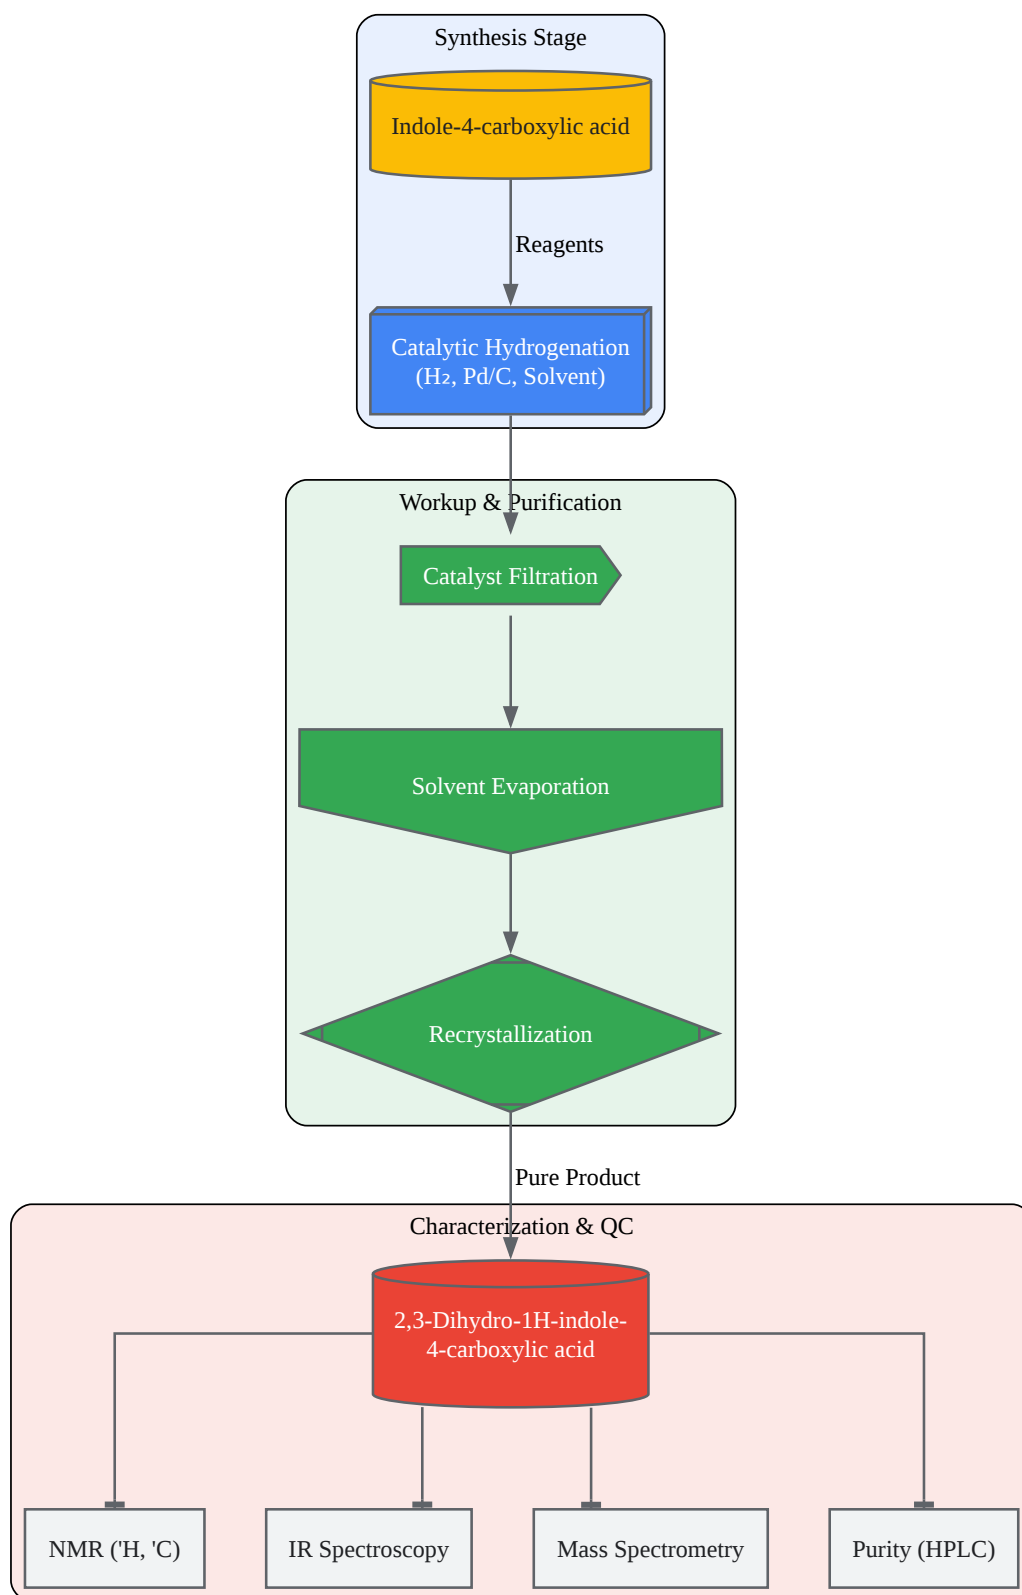 Synthesis Stage
Indole-4-carboxylic acid
Reagents
Catalytic Hydrogenation
(H₂, Pd/C, Solvent)
Workup & Purification
Catalyst Filtration
Solvent Evaporation
Recrystallization
Pure Product
Characterization & QC
2,3-Dihydro-1H-indole-
4-carboxylic acid
NMR ('H, 'C)
IR Spectroscopy
Mass Spectrometry
Purity (HPLC)